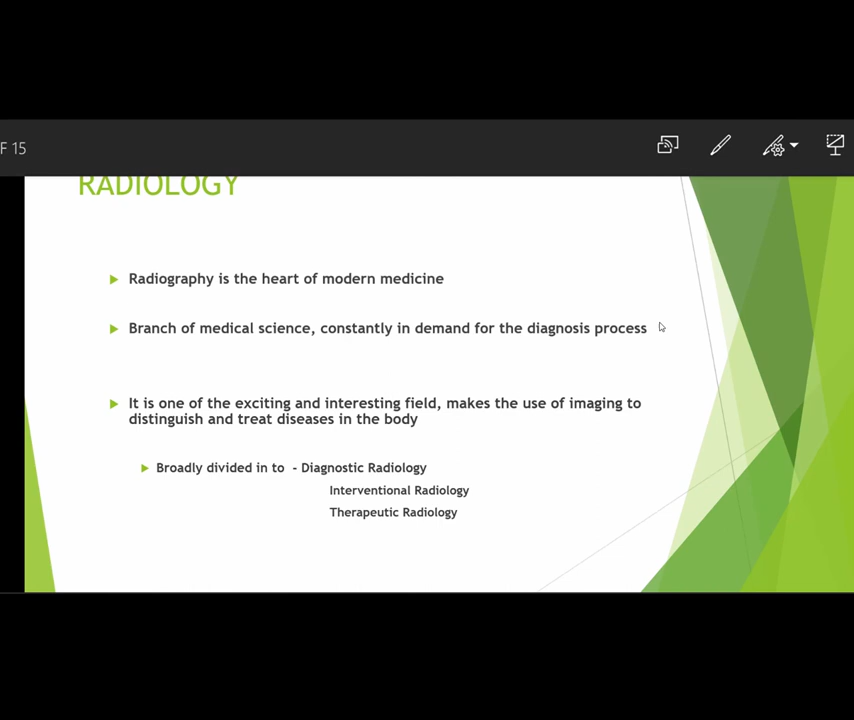 F 15
RADIOLOGY
Radiography is the heart of modern medicine
Branch of medical science, constantly in demand for the diagnosis process
It is one of the exciting and interesting field, makes the use of imaging to
distinguish and treat diseases in the body
Broadly divided in to - Diagnostic Radiology
Interventional Radiology
Therapeutic Radiology